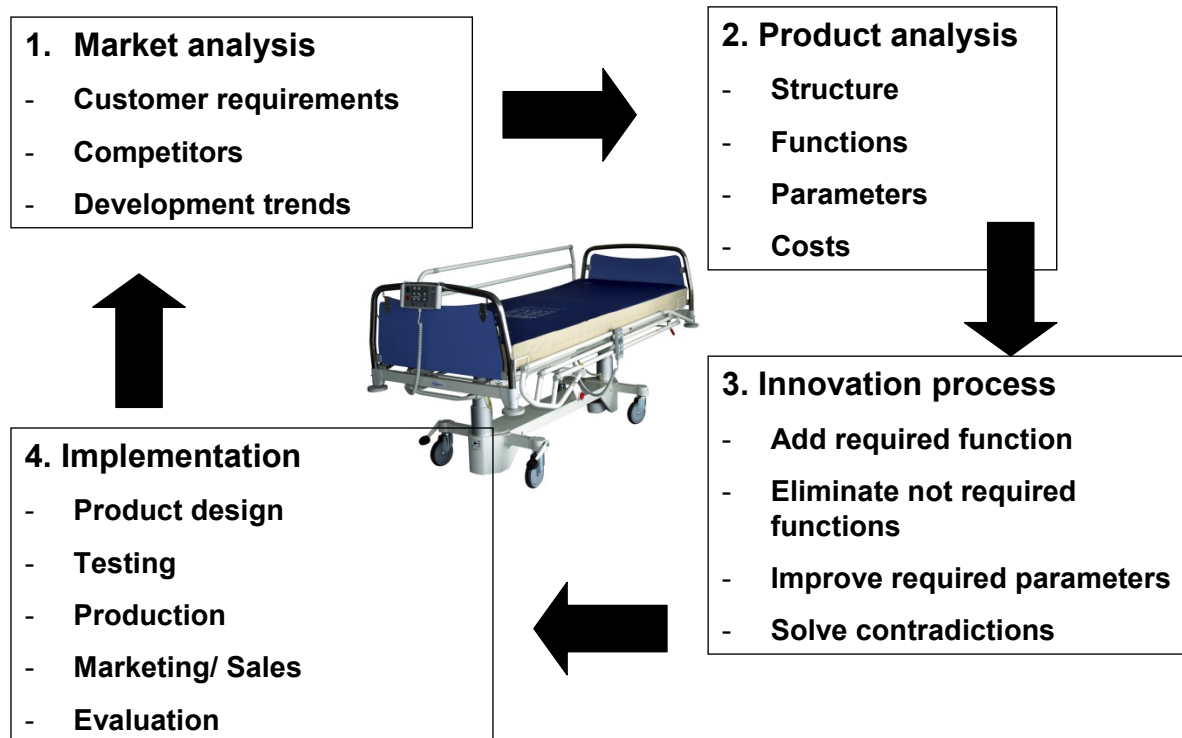 1. Market analysis
- Customer requirements
- Competitors
- Development trends
2. Product analysis
- Structure
- Functions
- Parameters
- Costs
3. Innovation process
- Add required function
- Eliminate not required
functions
- Improve required parameters
- Solve contradictions
4. Implementation
- Product design
- Testing
- Production
- Marketing/ Sales
- Evaluation